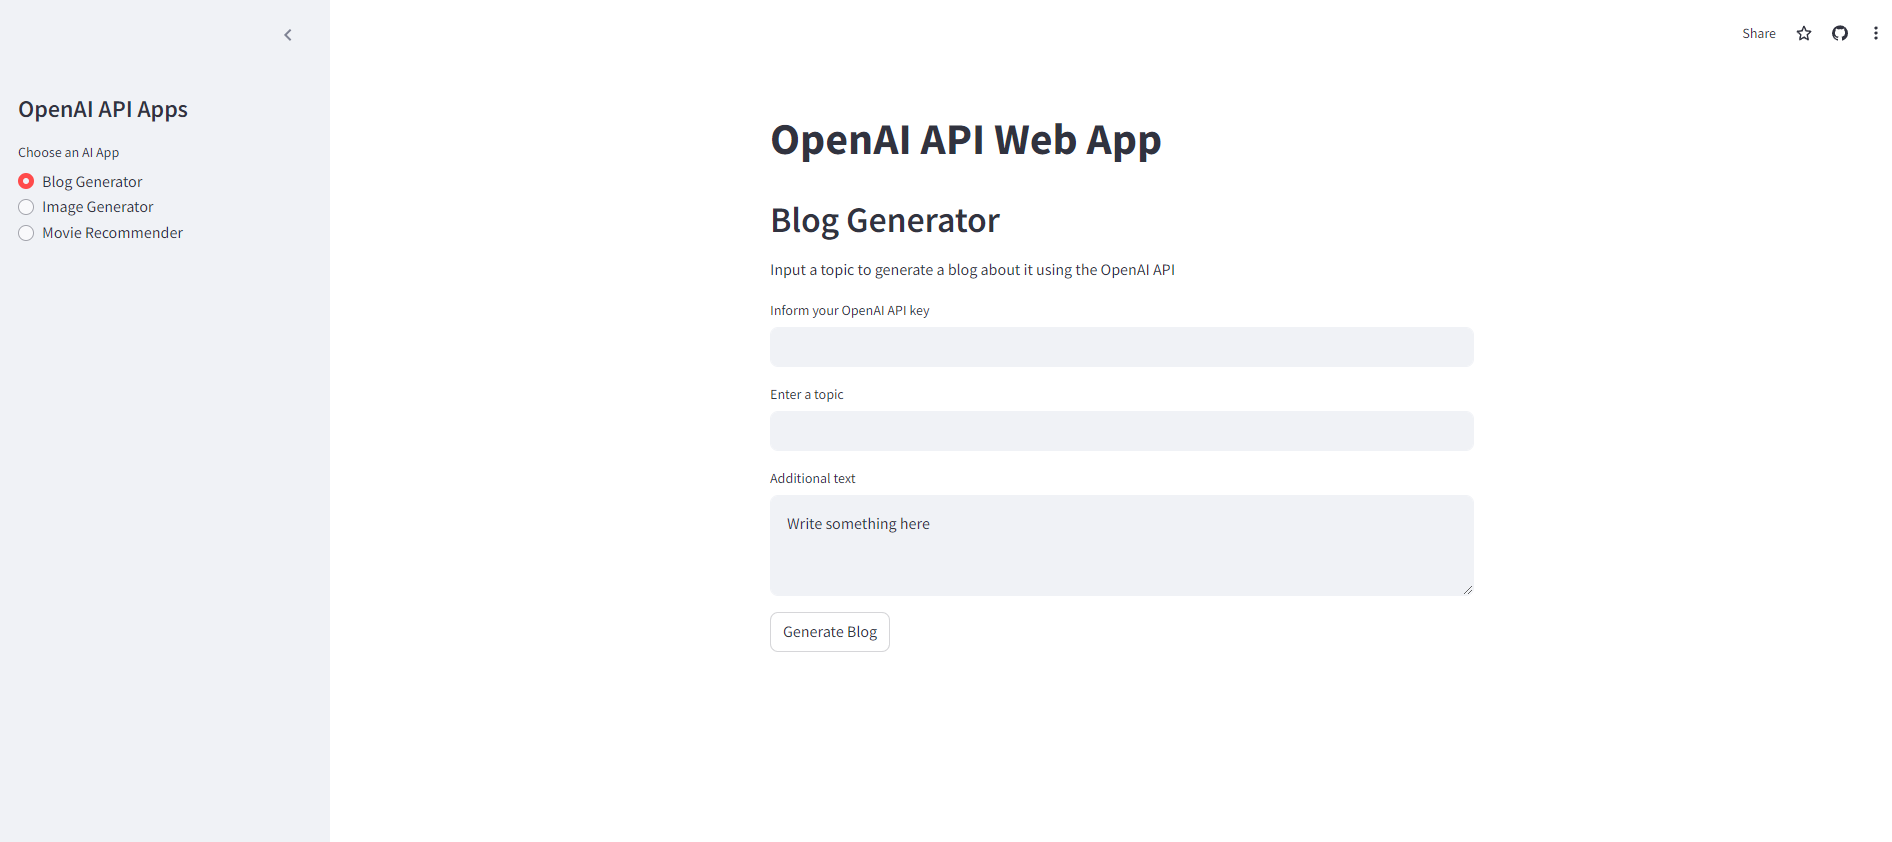 OpenAI API Apps
Choose an AI App
Blog Generator
Image Generator
Movie Recommender
Share
OpenAI API Web App
Blog Generator
Input a topic to generate a blog about it using the OpenAI API
Inform your OpenAI API key
Enter a topic
Additional text
Write something here
Generate Blog